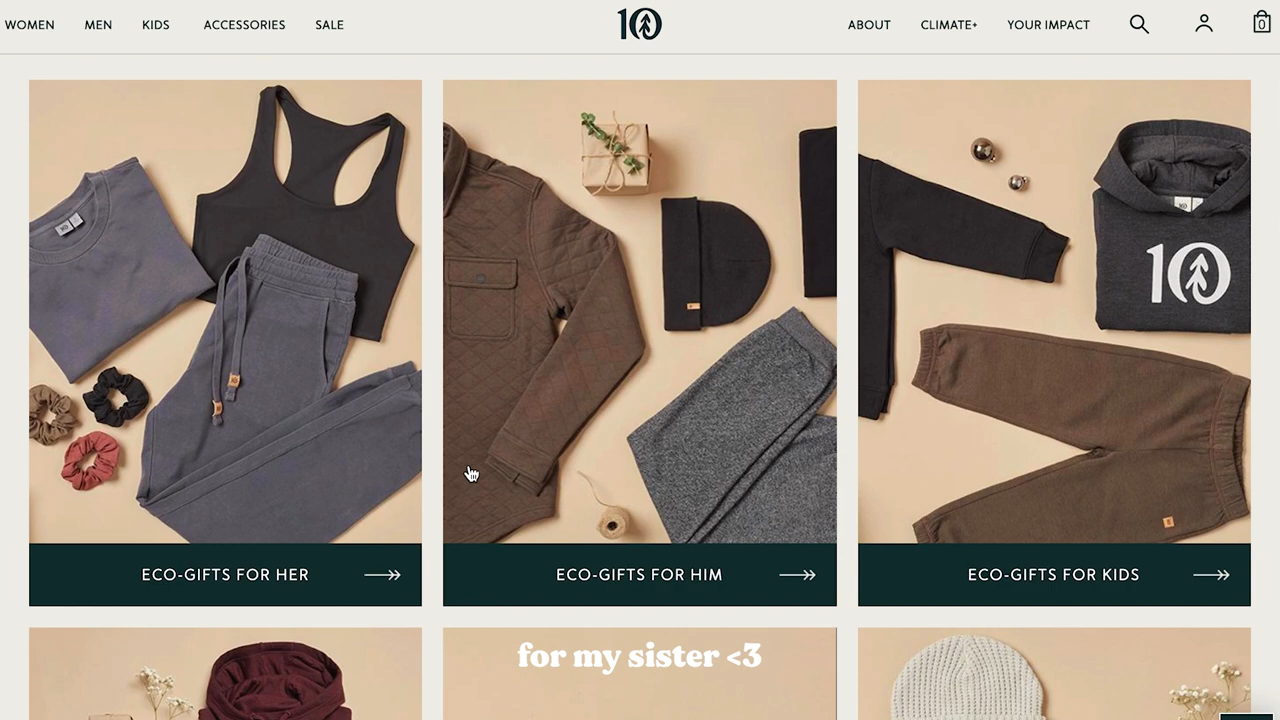 WOMEN MEN KIDS ACCESSORIES SALE 10 ABOUT CLIMATE+ YOUR IMPACT 0
10
ECO-GIFTS FOR HER ECO-GIFTS FOR HIM ECO-GIFTS FOR KIDS
for my sister <3